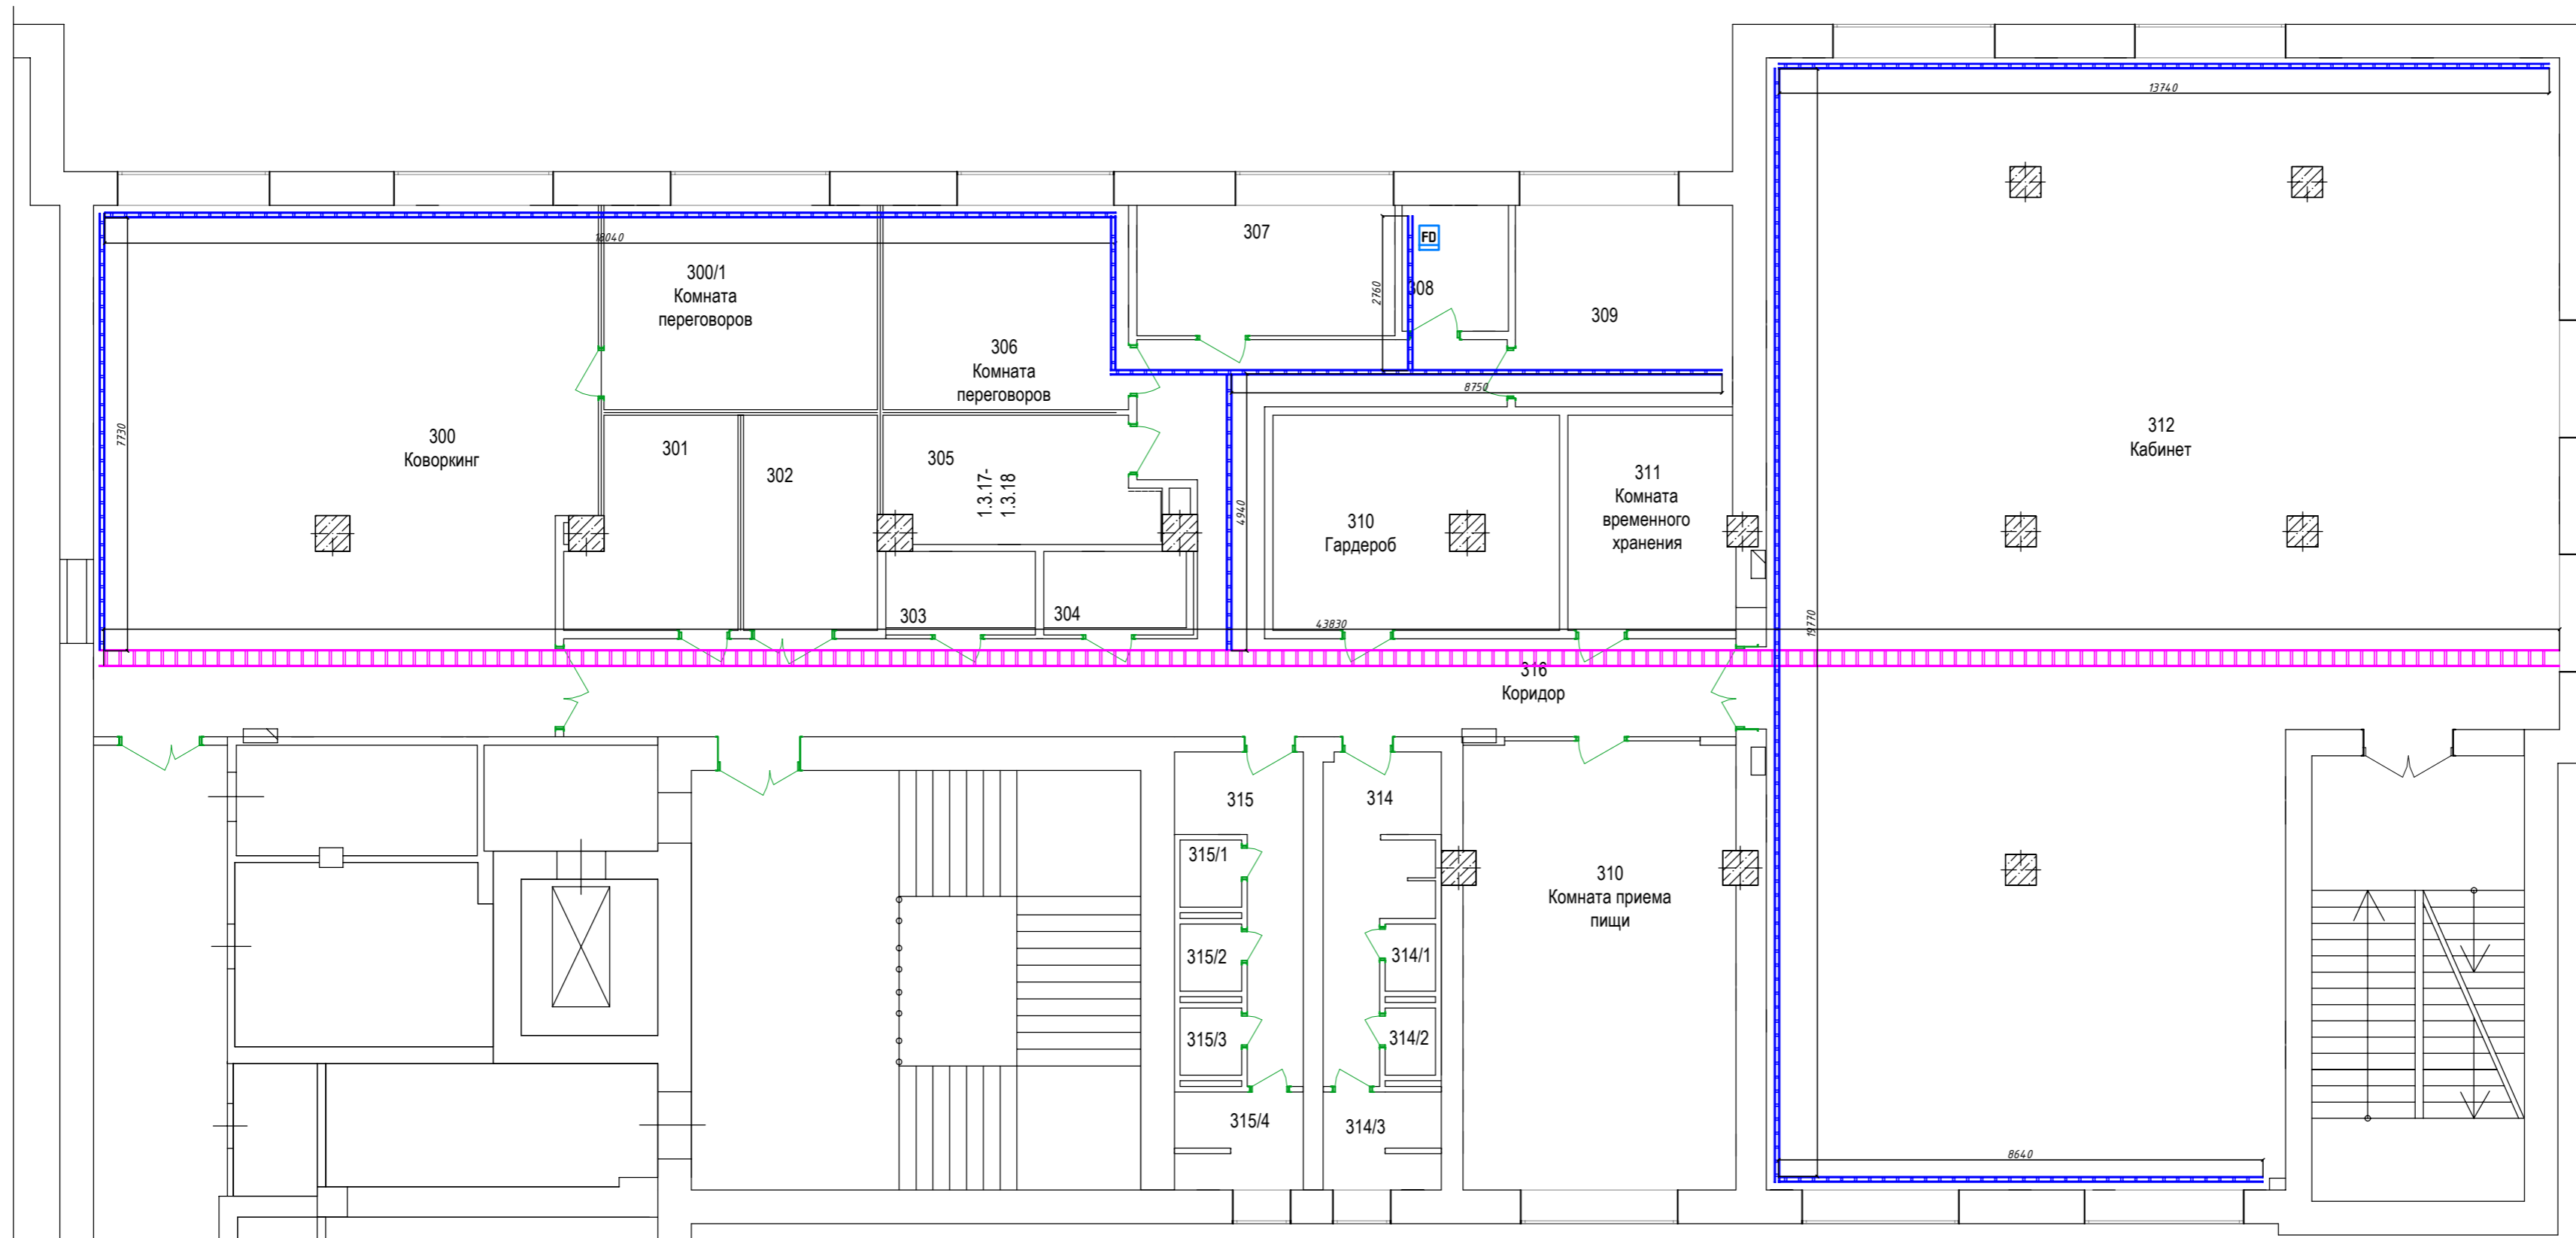 13740
18040
307
FD
300/1
Комната
переговоров
2760
308
309
306
Комната
переговоров
8750
7730
300
Коворкинг
301
302
305
1.3.17-
1.3.18
4940
310
Гардероб
311
Комната
временного
хранения
312
Кабинет
303
304
43830
19770
316
Коридор
315
314
315/1
310
Комната приема
пищи
315/2
314/1
315/3
314/2
315/4
314/3
8640